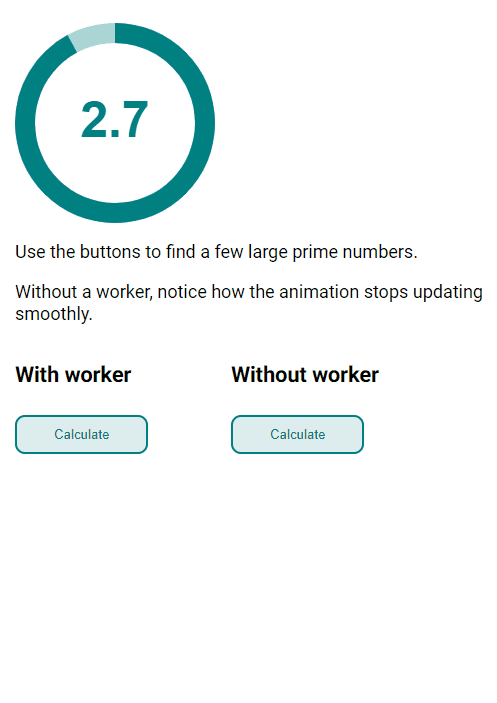 2.7
Use the buttons to find a few large prime numbers.
Without a worker, notice how the animation stops updating
smoothly.
With worker
Without worker
Calculate
Calculate